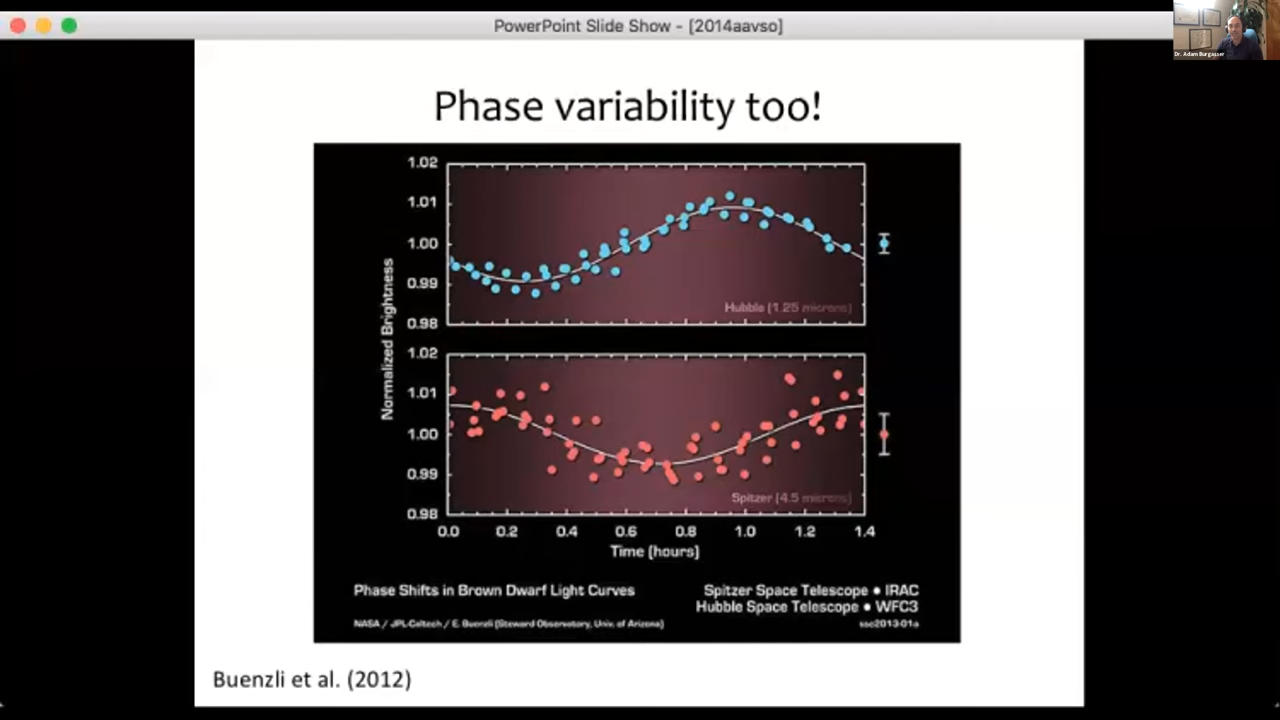 PowerPoint Slide Show - [2014aavso]
Dr. Adam Burgasser
Phase variability too!
Normalized Brightness
1.02
1.01
1.00
0.99
0.98
Hubble (1.25 microns)
1.02
1.01
1.00
0.99
0.98
Spitzer (4.5 microns)
0.0 0.2 0.4 0.6 0.8 1.0 1.2 1.4
Time (hours)
Phase Shifts in Brown Dwarf Light Curves
Spitzer Space Telescope • IRAC
Hubble Space Telescope • WFC3
NASA / JPL-Caltech / E. Buenzli (Steward Observatory, Univ. of Arizona)
ssc2013-01a
Buenzli et al. (2012)